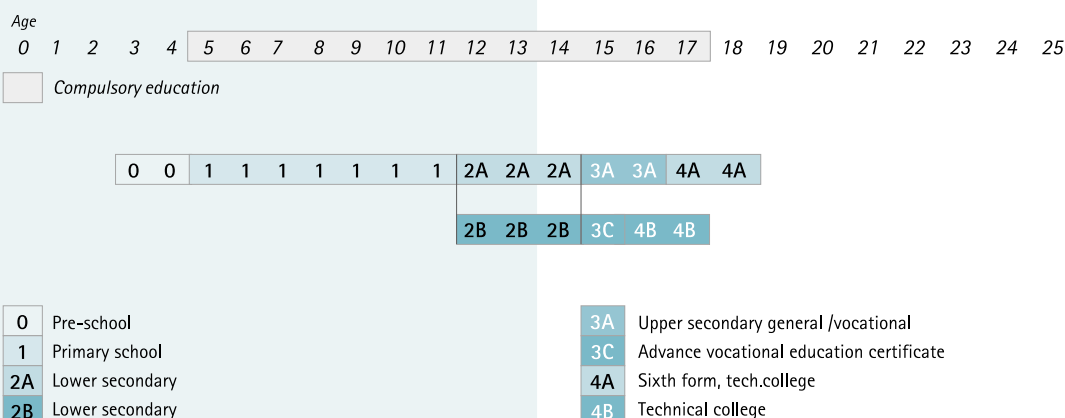 Age
0 1 2 3 4 5 6 7 8 9 10 11 12 13 14 15 16 17 18 19 20 21 22 23 24 25
Compulsory education
0 0 1 1 1 1 1 1 1 2A 2A 2A 3A 3A 4A 4A
2B 2B 2B 3C 4B 4B
0 Pre-school
1 Primary school
2A Lower secondary
2B Lower secondary
3A Upper secondary general /vocational
3C Advance vocational education certificate
4A Sixth form, tech.college
4B Technical college